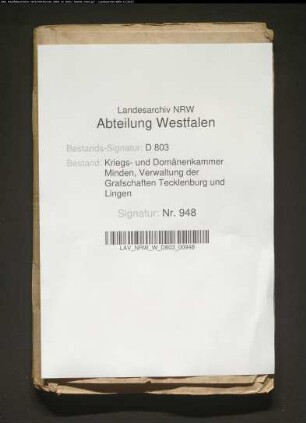 Landesarchiv NRW
Abteilung Westfalen
Bestands-Signatur: D 803
Bestand: Kriegs- und Domänenkammer
Minden, Verwaltung der
Grafschaften Tecklenburg und
Lingen
Signatur: Nr. 948
LAV_NRW_W_D803_00948